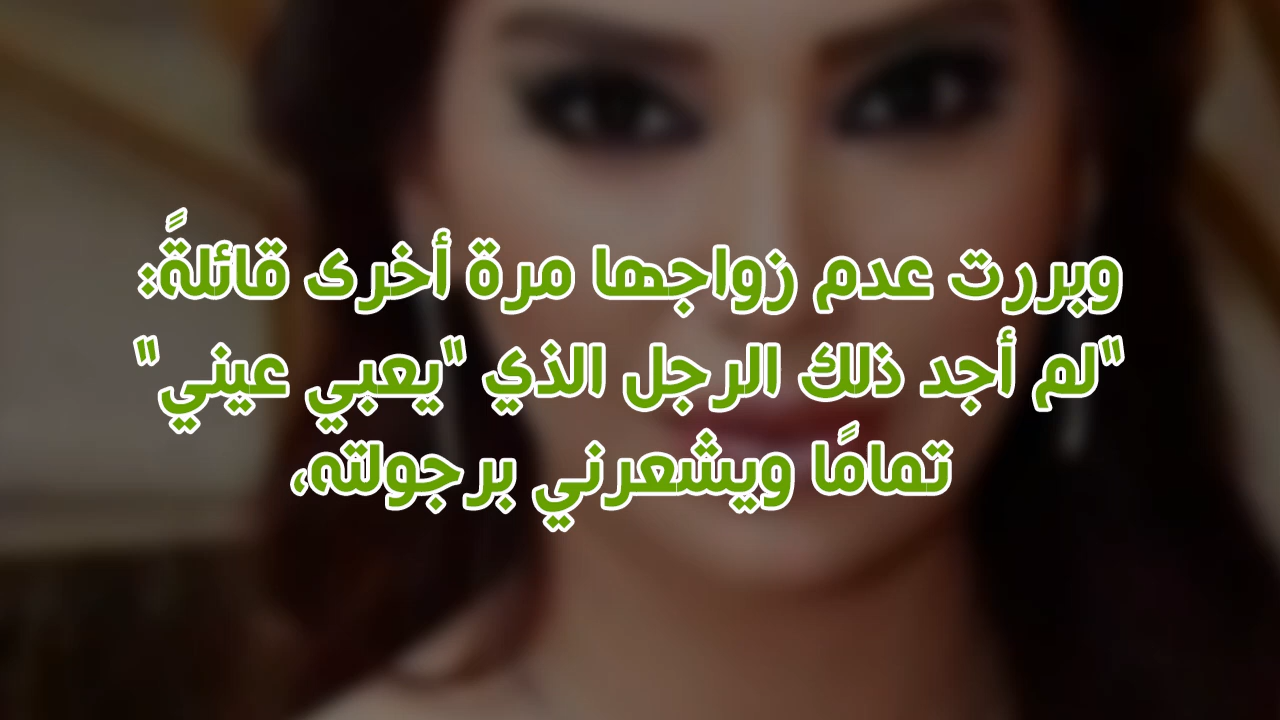 وبررت عدم زواجها مرة أخرى قائلةً:
"لم أجد ذلك الرجل الذي "يعبي عيني"
تمامًا ويشعرني برجولته،